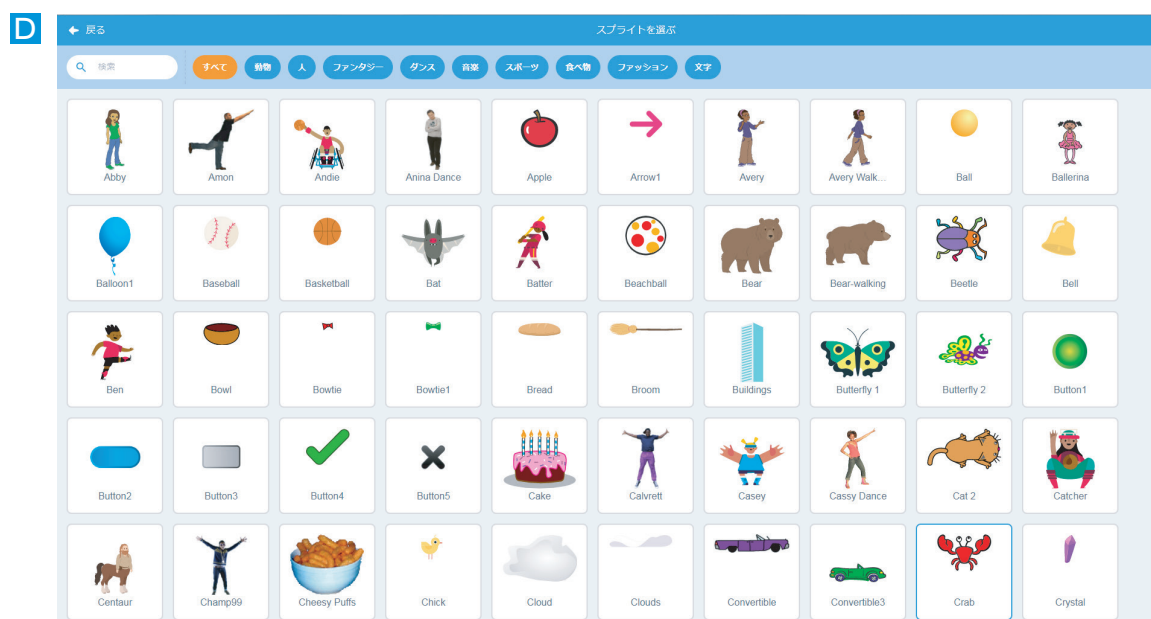 D
戻る
スプライトを選ぶ
検索 すべて 動物 人 ファンタジー ダンス 音楽 スポーツ 食べ物 ファッション 文字
Abby Amon Andie Anina Dance Apple Arrow1 Avery Avery Walk... Ball Ballerina
Balloon1 Baseball Basketball Bat Batter Beachball Bear Bear-walking Beetle Bell
Ben Bowl Bowtie Bowtie1 Bread Broom Buildings Butterfly 1 Butterfly 2 Button1
Button2 Button3 Button4 Button5 Cake Calvrett Casey Cassy Dance Cat 2 Catcher
Centaur Champ99 Cheesy Puffs Chick Cloud Clouds Convertible Convertible3 Crab Crystal